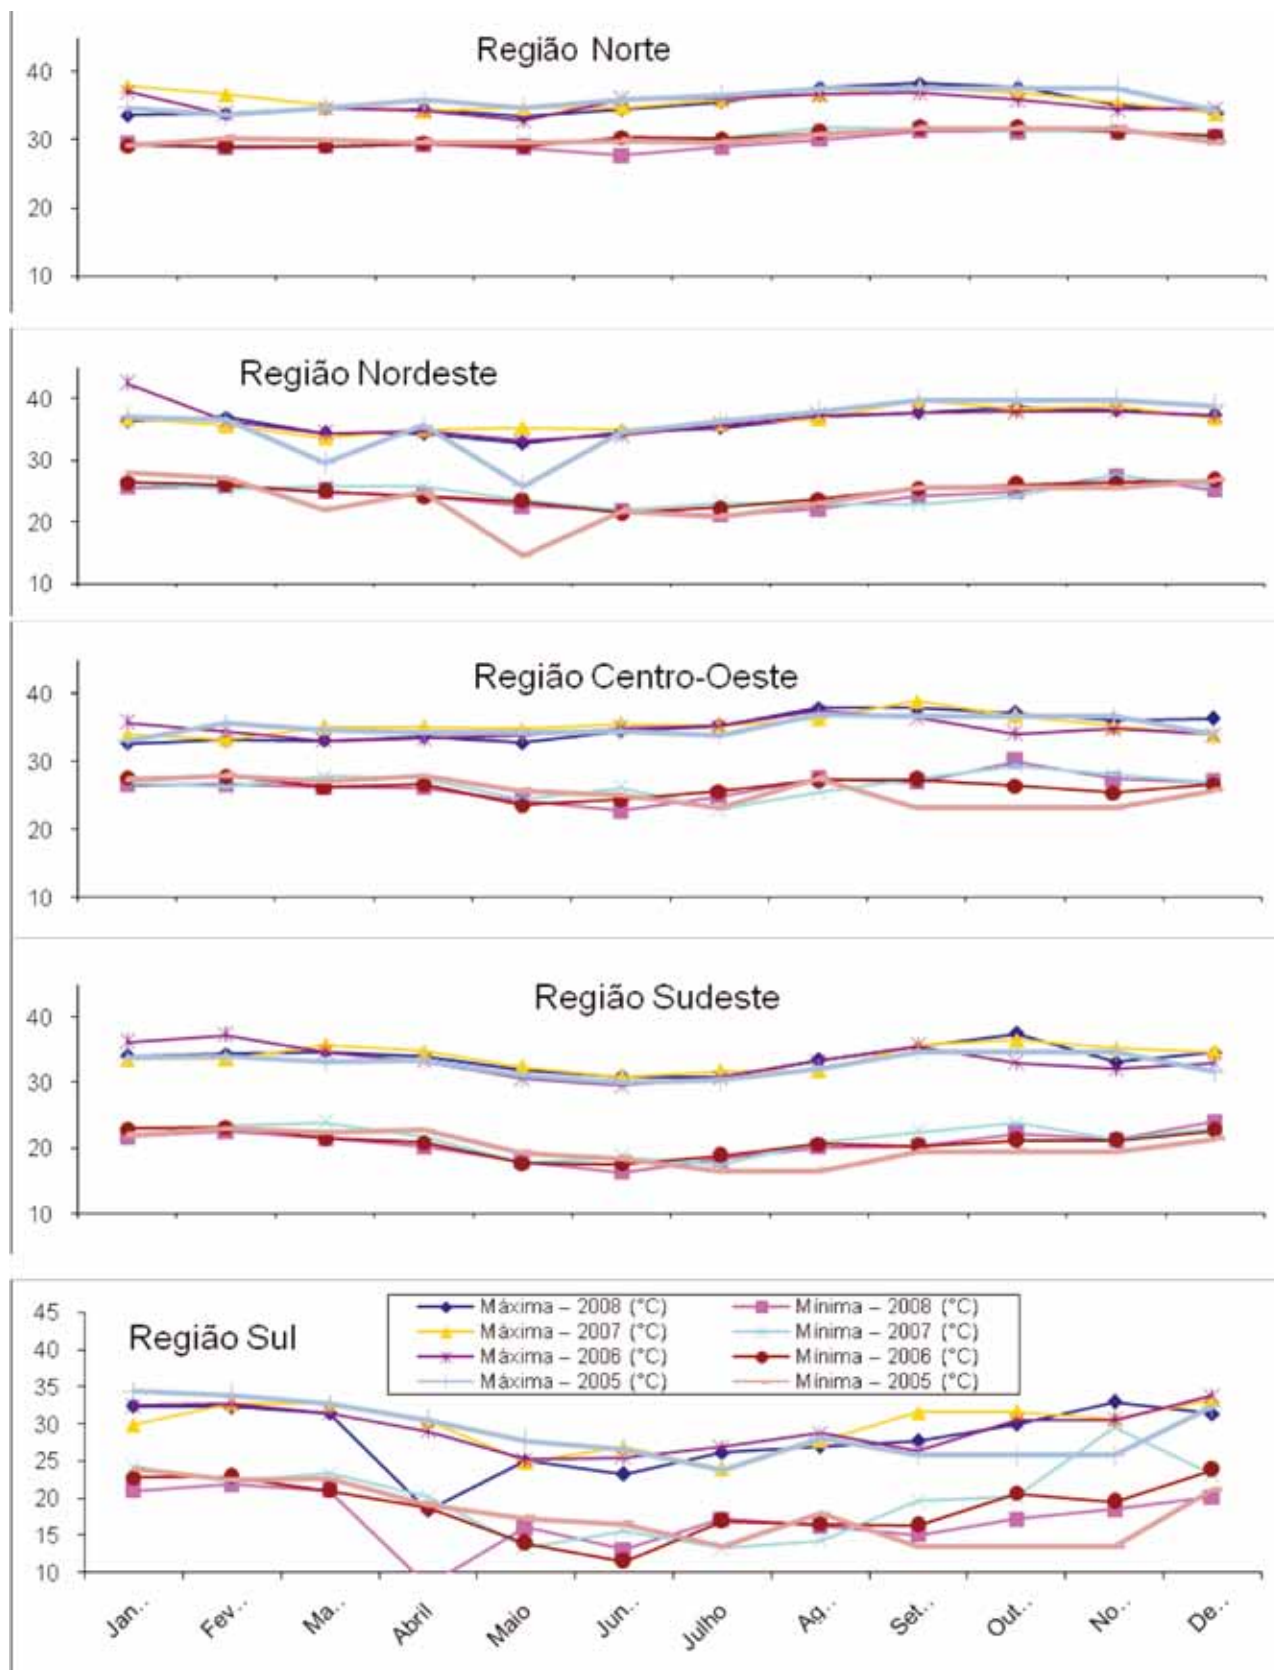 Região Norte
40
30
20
10
Região Nordeste
40
30
20
10
Região Centro-Oeste
40
30
20
10
Região Sudeste
40
30
20
10
Região Sul
Máxima – 2008 (°C) Mínima – 2008 (°C)
Máxima – 2007 (°C) Mínima – 2007 (°C)
Máxima – 2006 (°C) Mínima – 2006 (°C)
Máxima – 2005 (°C) Mínima – 2005 (°C)
45
40
35
30
25
20
15
10
Jan.. Fev.. Ma.. Abril Maio Jun.. Julho Ag.. Set.. Out.. No.. De..